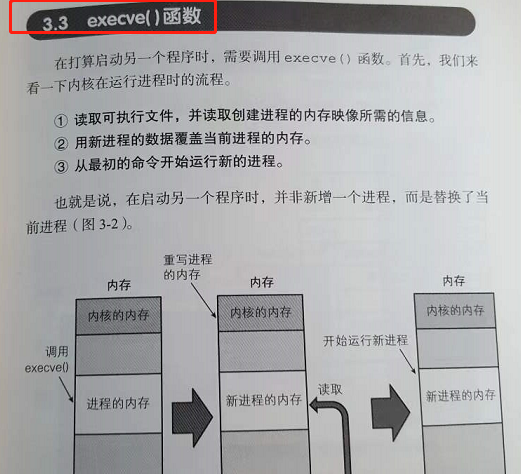 3.3 execve()函数
在打算启动另一个程序时，需要调用 execve() 函数。首先，我们来
看一下内核在运行进程时的流程。
① 读取可执行文件，并读取创建进程的内存映像所需的信息。
② 用新进程的数据覆盖当前进程的内存。
③ 从最初的命令开始运行新的进程。
也就是说，在启动另一个程序时，并非新增一个进程，而是替换了当
前进程（图 3-2）。
内存
重写进程
的内存
内存
内存
内核的内存
内核的内存
内核的内存
调用
execve()
开始运行新进程
进程的内存
新进程的内存
读取
新进程的内存